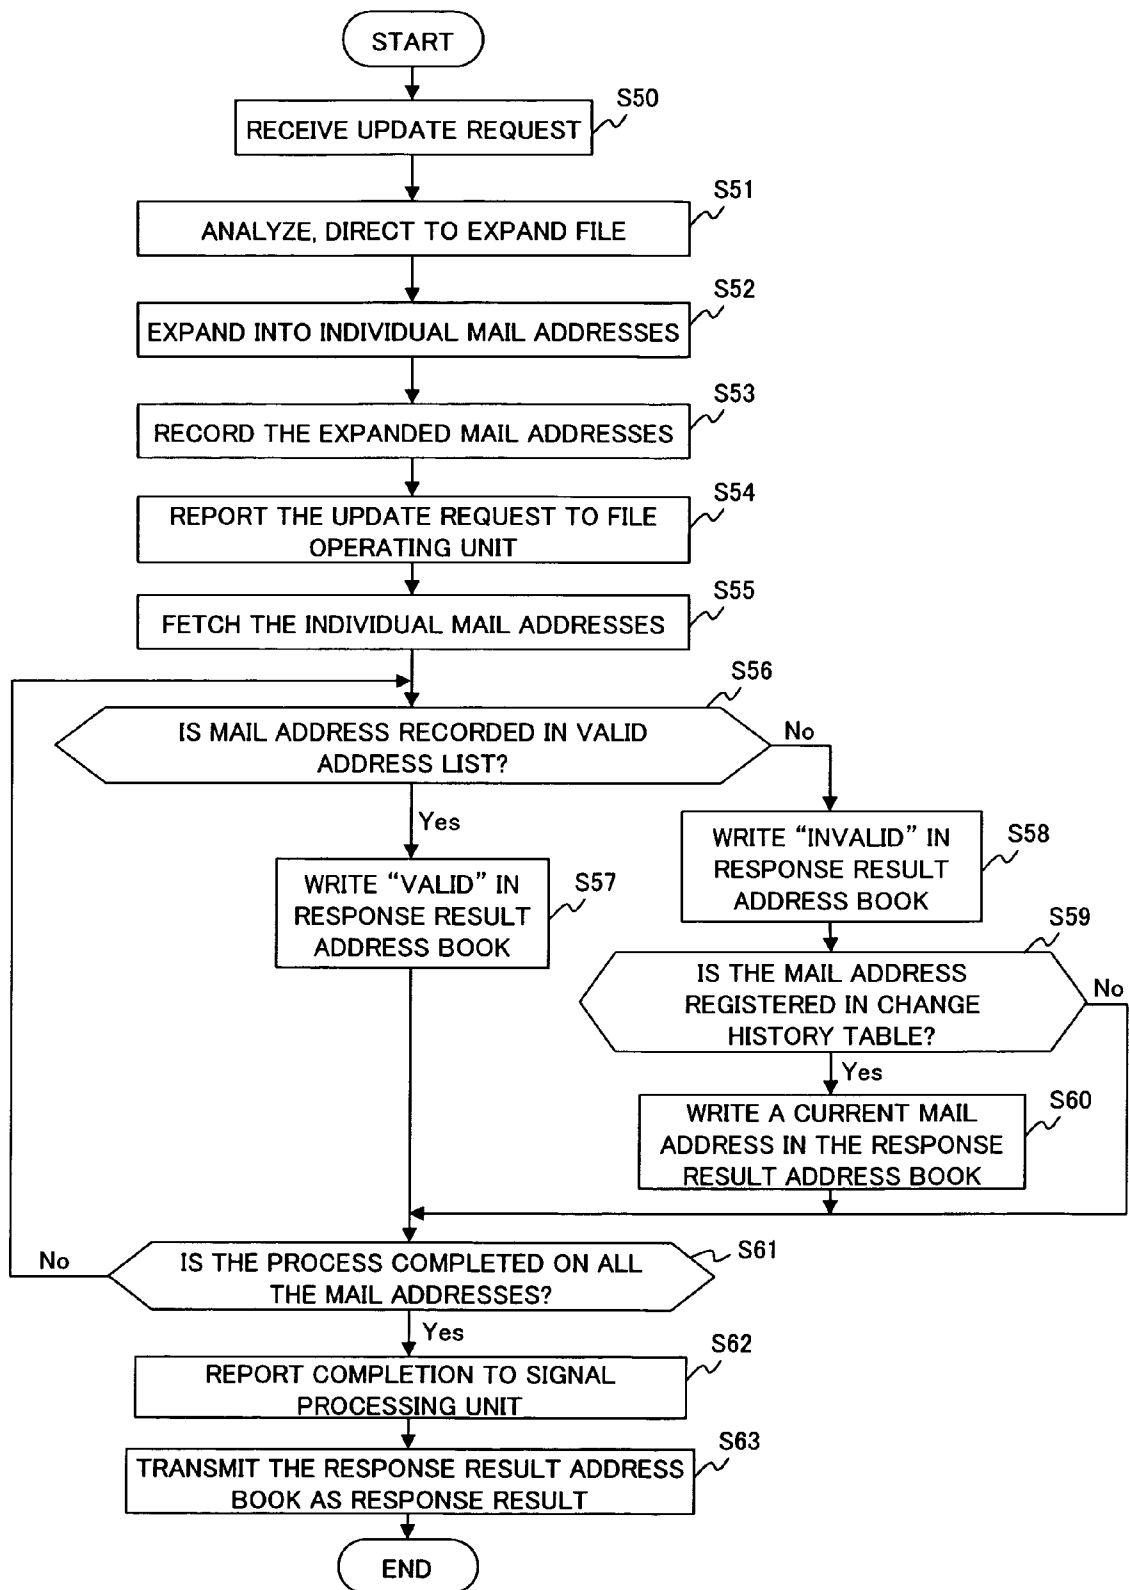 START
S50
RECEIVE UPDATE REQUEST
S51
ANALYZE, DIRECT TO EXPAND FILE
S52
EXPAND INTO INDIVIDUAL MAIL ADDRESSES
S53
RECORD THE EXPANDED MAIL ADDRESSES
S54
REPORT THE UPDATE REQUEST TO FILE
OPERATING UNIT
S55
FETCH THE INDIVIDUAL MAIL ADDRESSES
S56
IS MAIL ADDRESS RECORDED IN VALID
ADDRESS LIST?
No
Yes
WRITE “VALID” IN
RESPONSE RESULT
ADDRESS BOOK
S57
WRITE “INVALID” IN
RESPONSE RESULT
ADDRESS BOOK
S58
S59
IS THE MAIL ADDRESS
REGISTERED IN CHANGE
HISTORY TABLE?
No
Yes
WRITE A CURRENT MAIL
ADDRESS IN THE RESPONSE
RESULT ADDRESS BOOK
S60
S61
IS THE PROCESS COMPLETED ON ALL
THE MAIL ADDRESSES?
No
Yes
S62
REPORT COMPLETION TO SIGNAL
PROCESSING UNIT
S63
TRANSMIT THE RESPONSE RESULT ADDRESS
BOOK AS RESPONSE RESULT
END